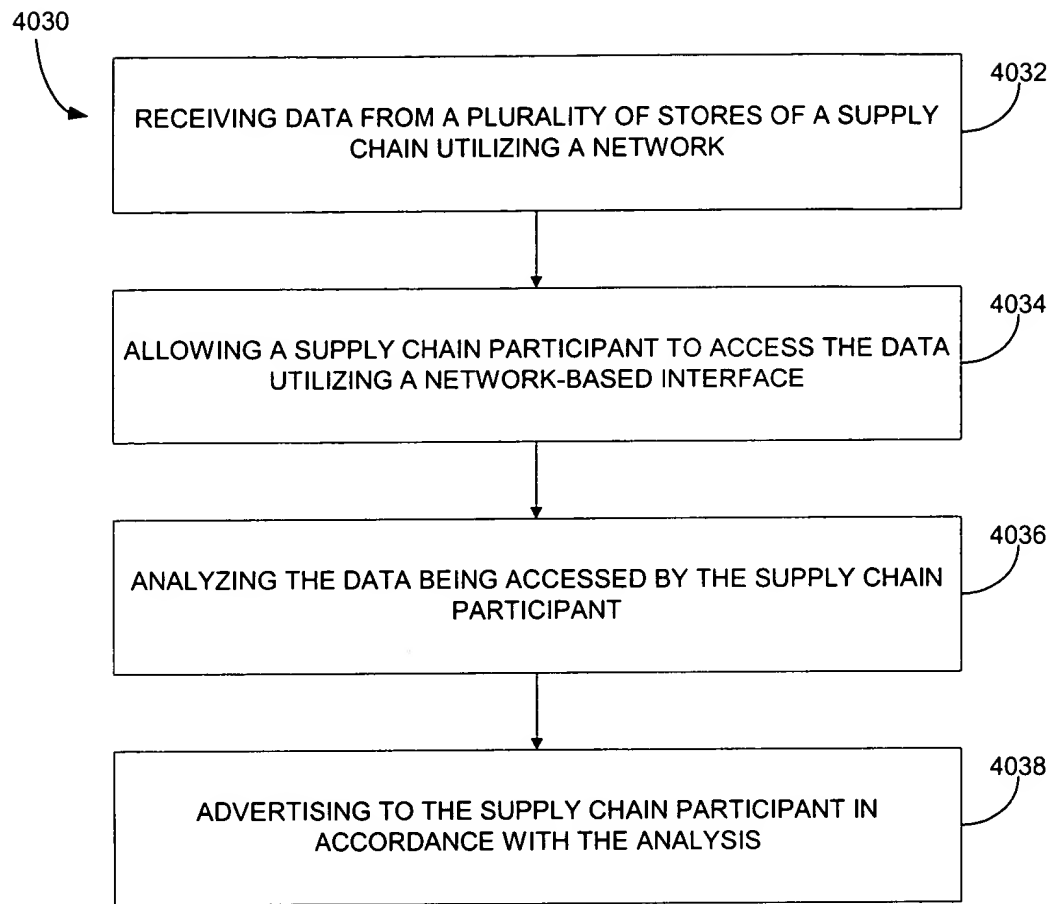 4030
4032
RECEIVING DATA FROM A PLURALITY OF STORES OF A SUPPLY
CHAIN UTILIZING A NETWORK
4034
ALLOWING A SUPPLY CHAIN PARTICIPANT TO ACCESS THE DATA
UTILIZING A NETWORK-BASED INTERFACE
4036
ANALYZING THE DATA BEING ACCESSED BY THE SUPPLY CHAIN
PARTICIPANT
4038
ADVERTISING TO THE SUPPLY CHAIN PARTICIPANT IN
ACCORDANCE WITH THE ANALYSIS